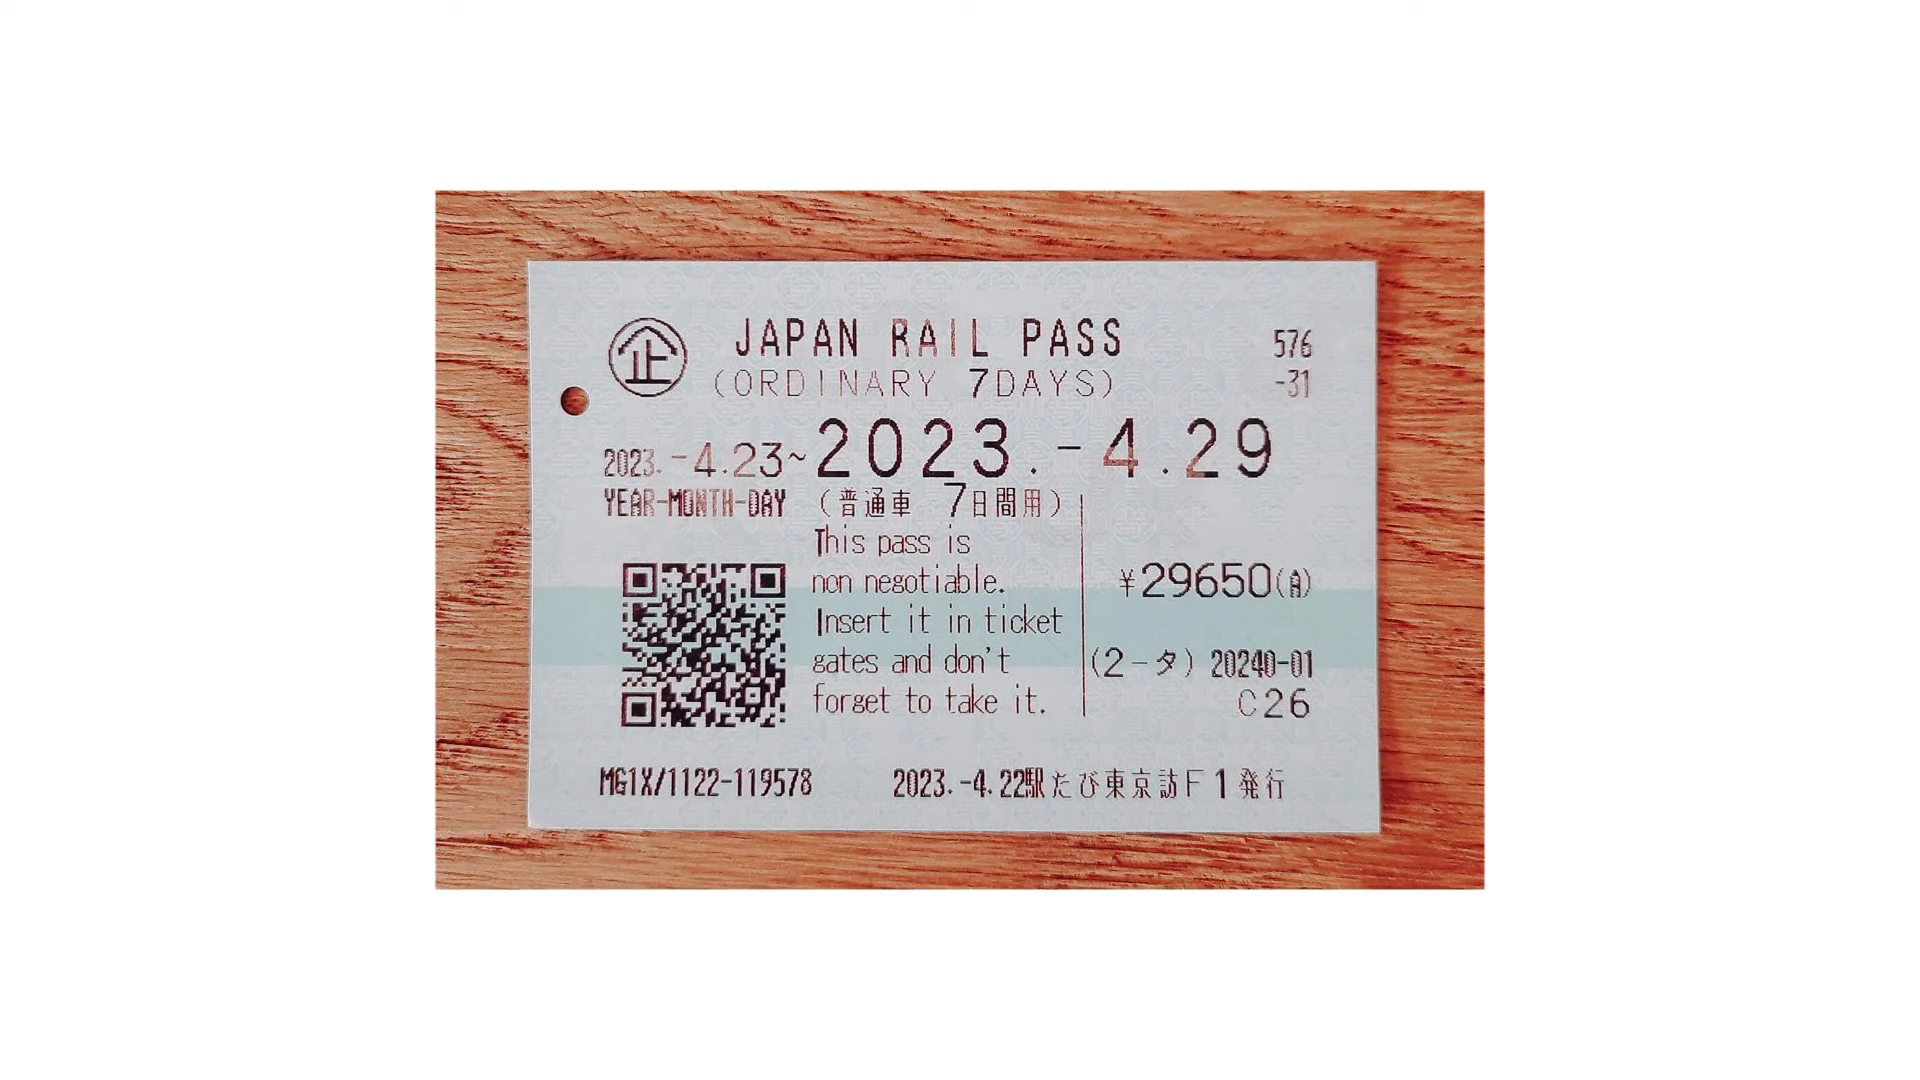 企 JAPAN RAIL PASS 576
(ORDINARY 7DAYS) -31
2023.-4.23~2023.-4.29
YEAR-MONTH-DAY (普通車 7日間用)
This pass is
non negotiable. ¥29650
Insert it in ticket
gates and don't (2-タ) 20240-01
forget to take it. C26
MG1X/1122-119578 2023.-4.22駅たび東京訪F1発行